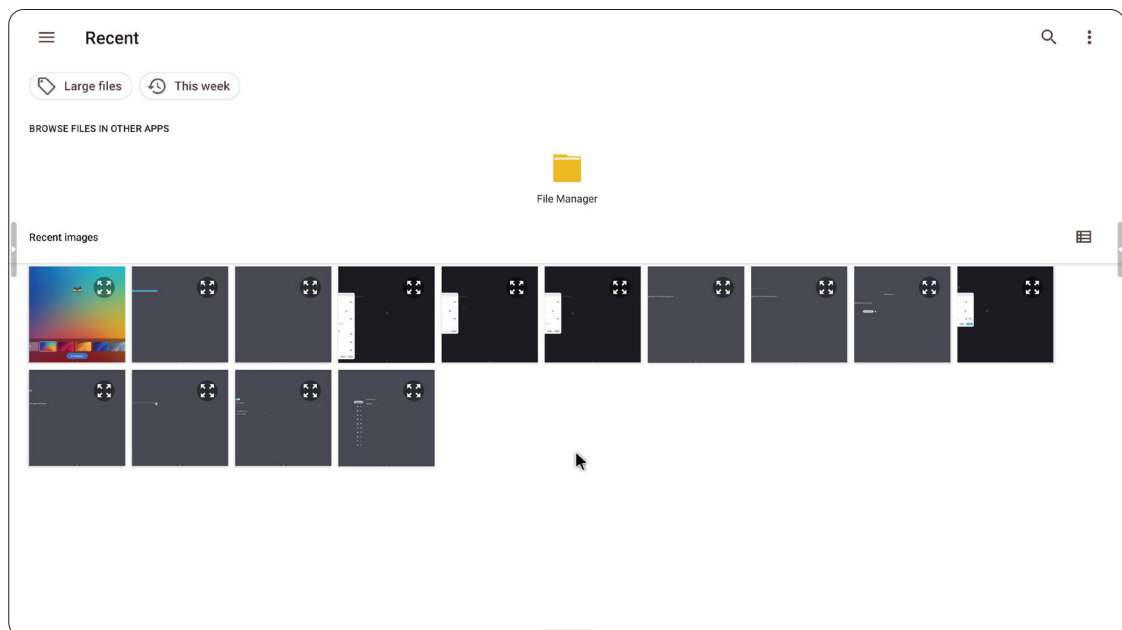 Recent
Large files
This week
BROWSE FILES IN OTHER APPS
File Manager
Recent images